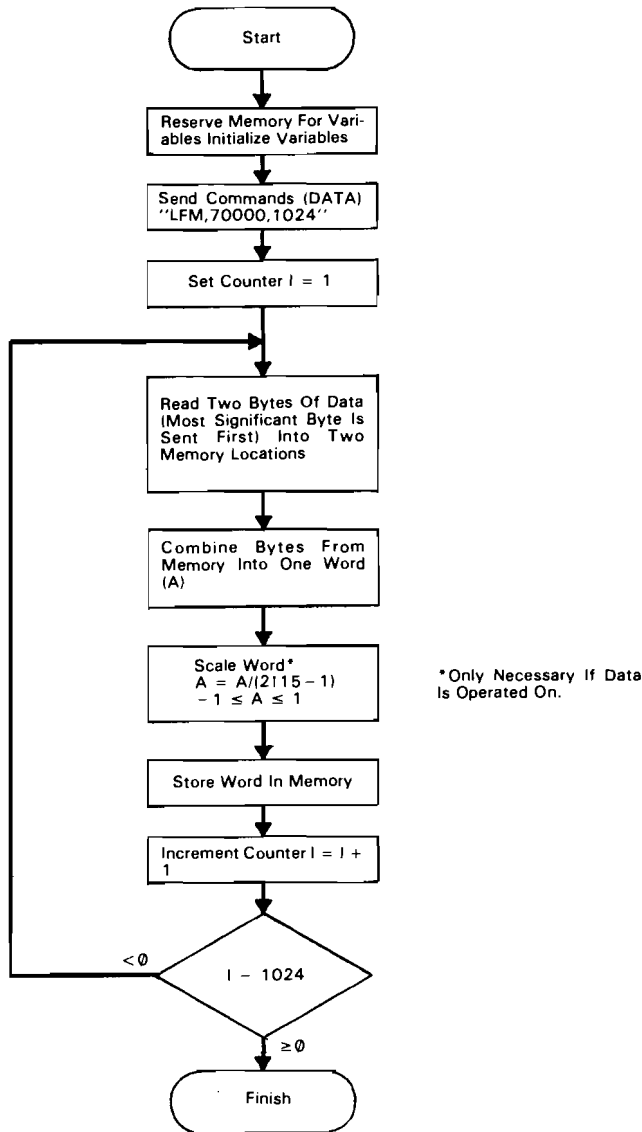 Start
Reserve Memory For Vari-
ables Initialize Variables
Send Commands (DATA)
"LFM,70000,1024"
Set Counter I = 1
Read Two Bytes Of Data
(Most Significant Byte Is
Sent First) Into Two
Memory Locations
Combine Bytes From
Memory Into One Word
(A)
Scale Word*
A = A/(2↑15 – 1)
– 1 ≤ A ≤ 1
*Only Necessary If Data
Is Operated On.
Store Word In Memory
Increment Counter I = I +
1
<Ø
I – 1024
≥Ø
Finish